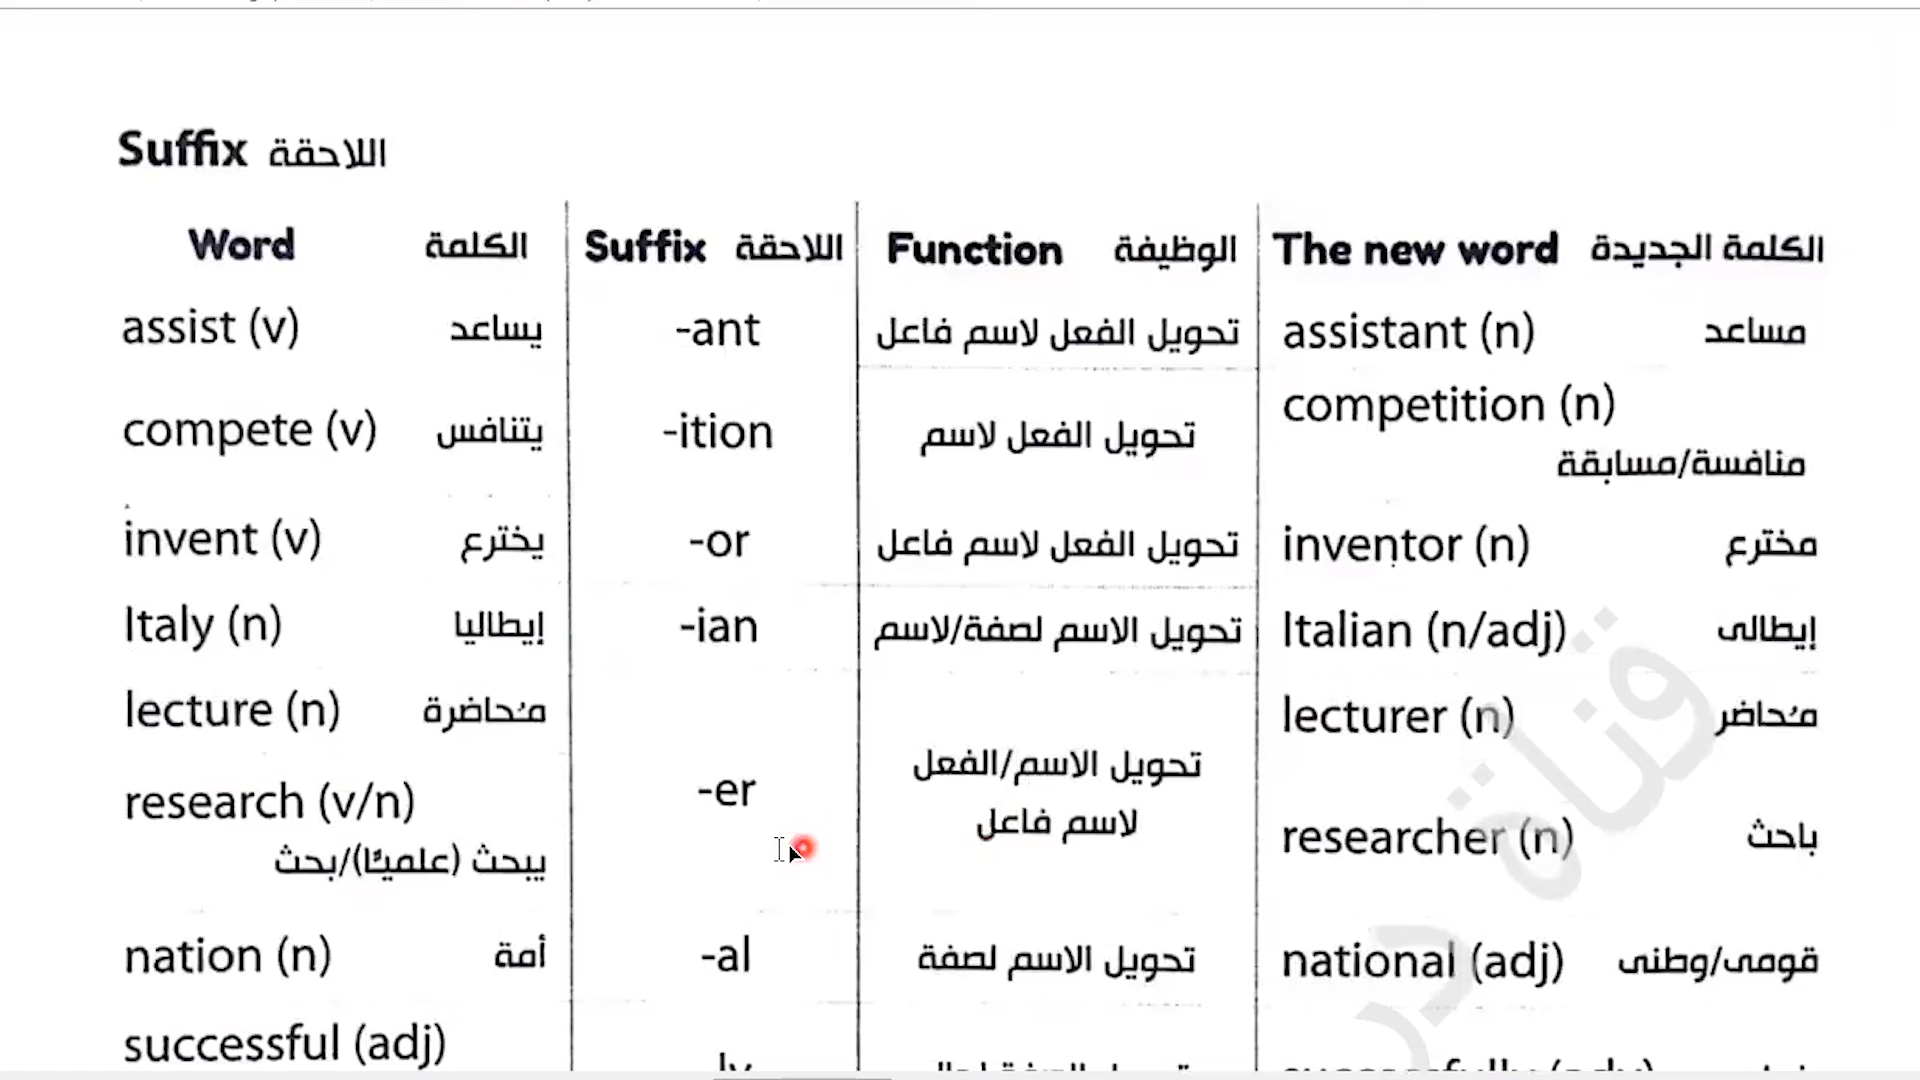 Suffix اللاحقة
Word الكلمة Suffix اللاحقة Function الوظيفة The new word الكلمة الجديدة
assist (v) يساعد -ant تحويل الفعل لاسم فاعل assistant (n) مساعد
compete (v) يتنافس -ition تحويل الفعل لاسم competition (n)
منافسة/مسابقة
invent (v) يخترع -or تحويل الفعل لاسم فاعل inventor (n) مخترع
Italy (n) إيطاليا -ian تحويل الاسم لصفة/لاسم Italian (n/adj) إيطالى
lecture (n) مُحاضرة lecturer (n) مُحاضر
research (v/n) -er تحويل الاسم/الفعل
لاسم فاعل researcher (n) باحث
يبحث (علميًا)/بحث
nation (n) أمة -al تحويل الاسم لصفة national (adj) قومى/وطنى
successful (adj)
قناة